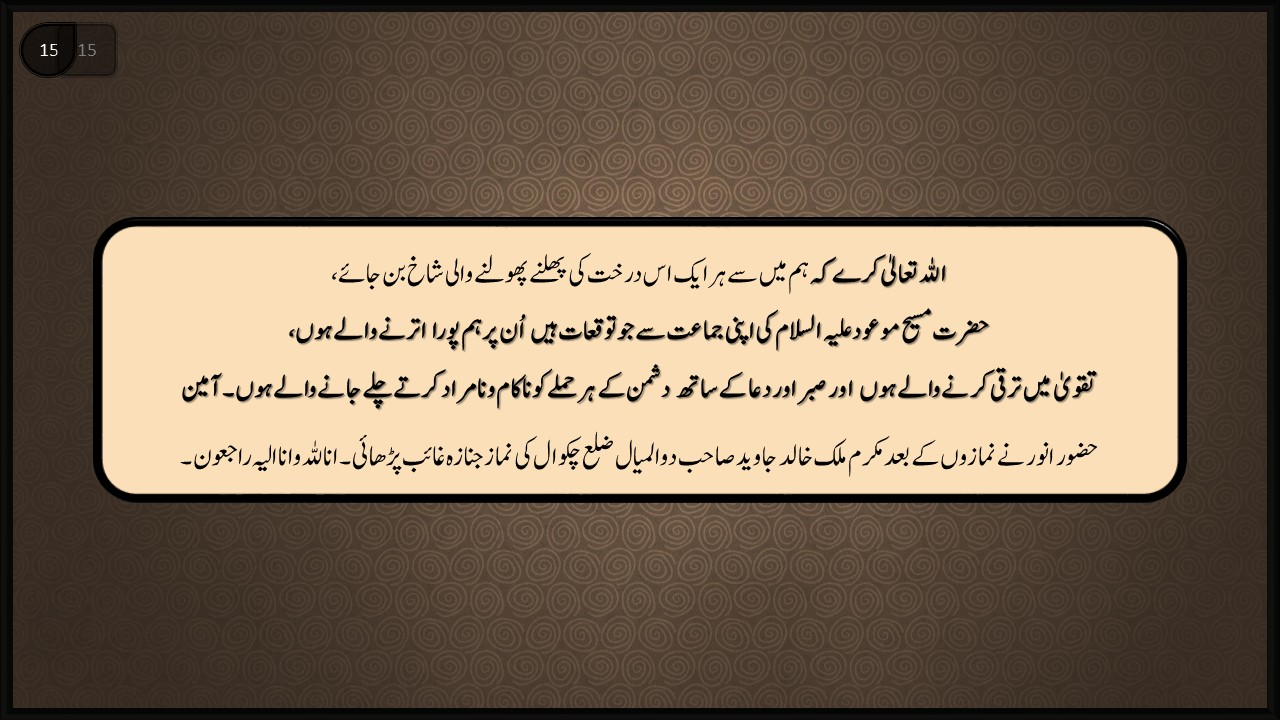 15 15
اللہ تعالیٰ کرے کہ ہم میں سے ہر ایک اس درخت کی پھلنے پھولنے والی شاخ بن جائے،
حضرت مسیح موعود علیہ السلام کی اپنی جماعت سے جو توقعات ہیں اُن پر ہم پورا اترنے والے ہوں،
تقویٰ میں ترقی کرنے والے ہوں اور صبر اور دعا کے ساتھ دشمن کے ہر حملے کو ناکام و نامراد کرتے چلے جانے والے ہوں۔ آمین
حضور انور نے نمازوں کے بعد مکرم ملک خالد جاوید صاحب دوالمیال ضلع چکوال کی نماز جنازہ غائب پڑھائی۔ انا للہ وانا الیہ راجعون۔